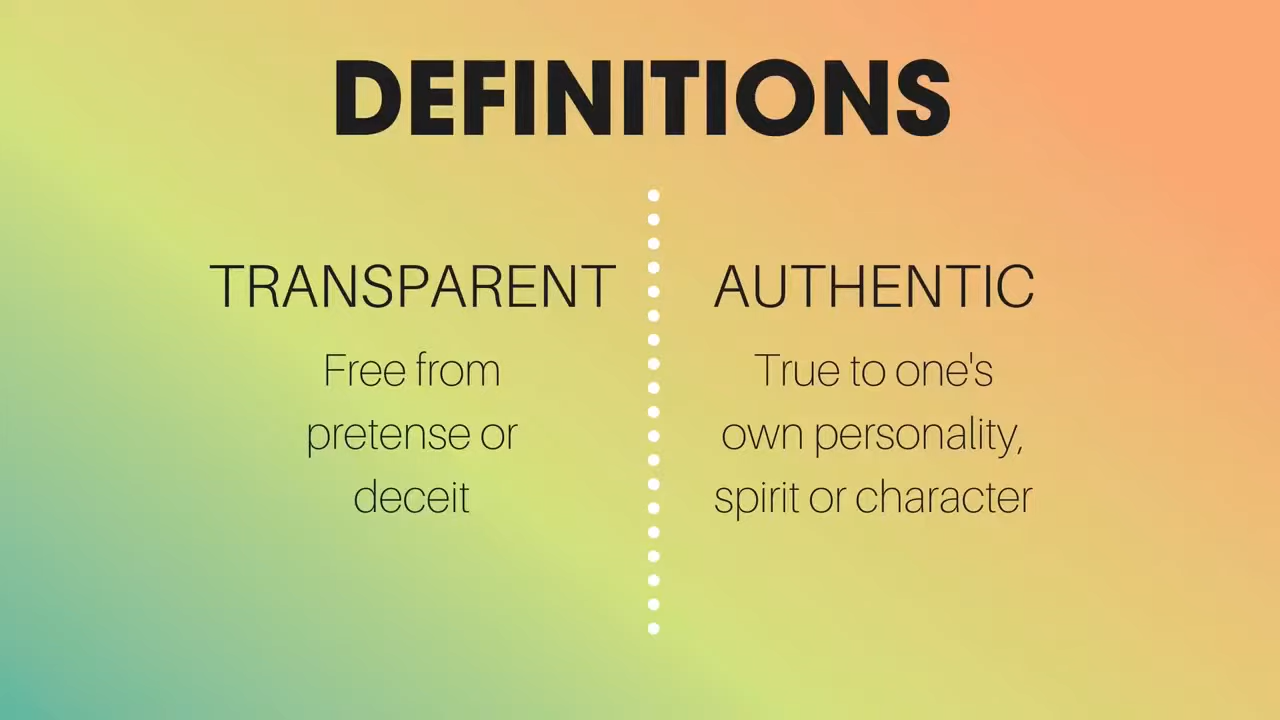 DEFINITIONS
TRANSPARENT
Free from
pretense or
deceit
AUTHENTIC
True to one's
own personality,
spirit or character